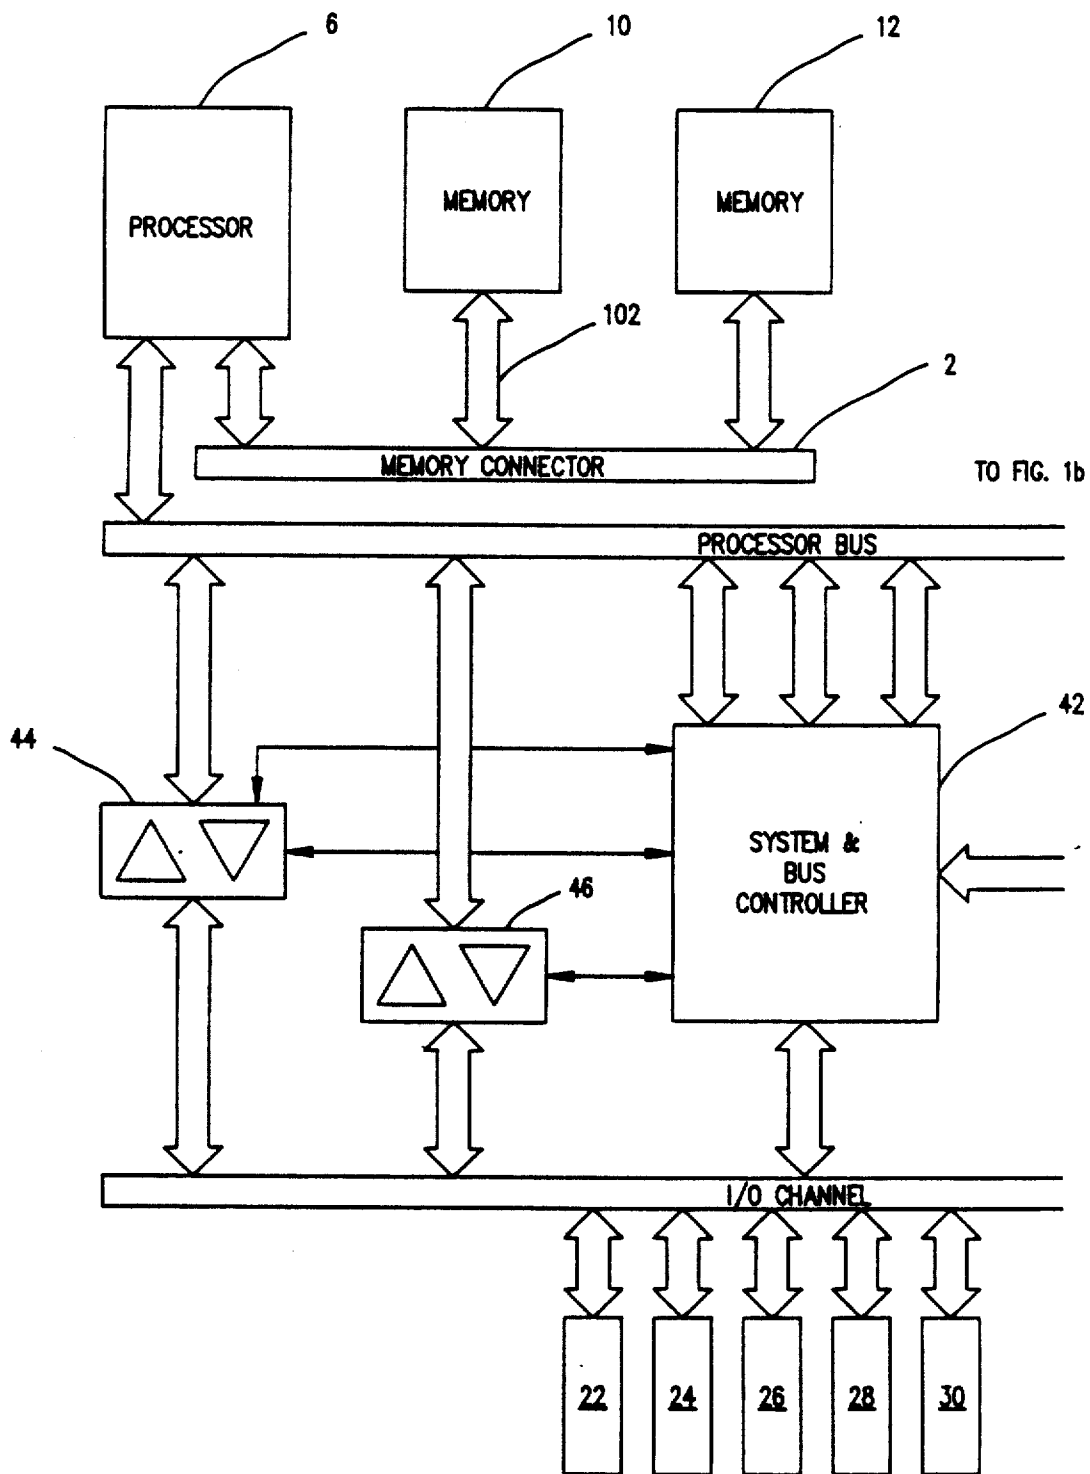 6
10
12
PROCESSOR
MEMORY
MEMORY
102
2
MEMORY CONNECTOR
TO FIG. 1b
PROCESSOR BUS
44
42
SYSTEM &
BUS
CONTROLLER
46
I/O CHANNEL
22
24
26
28
30